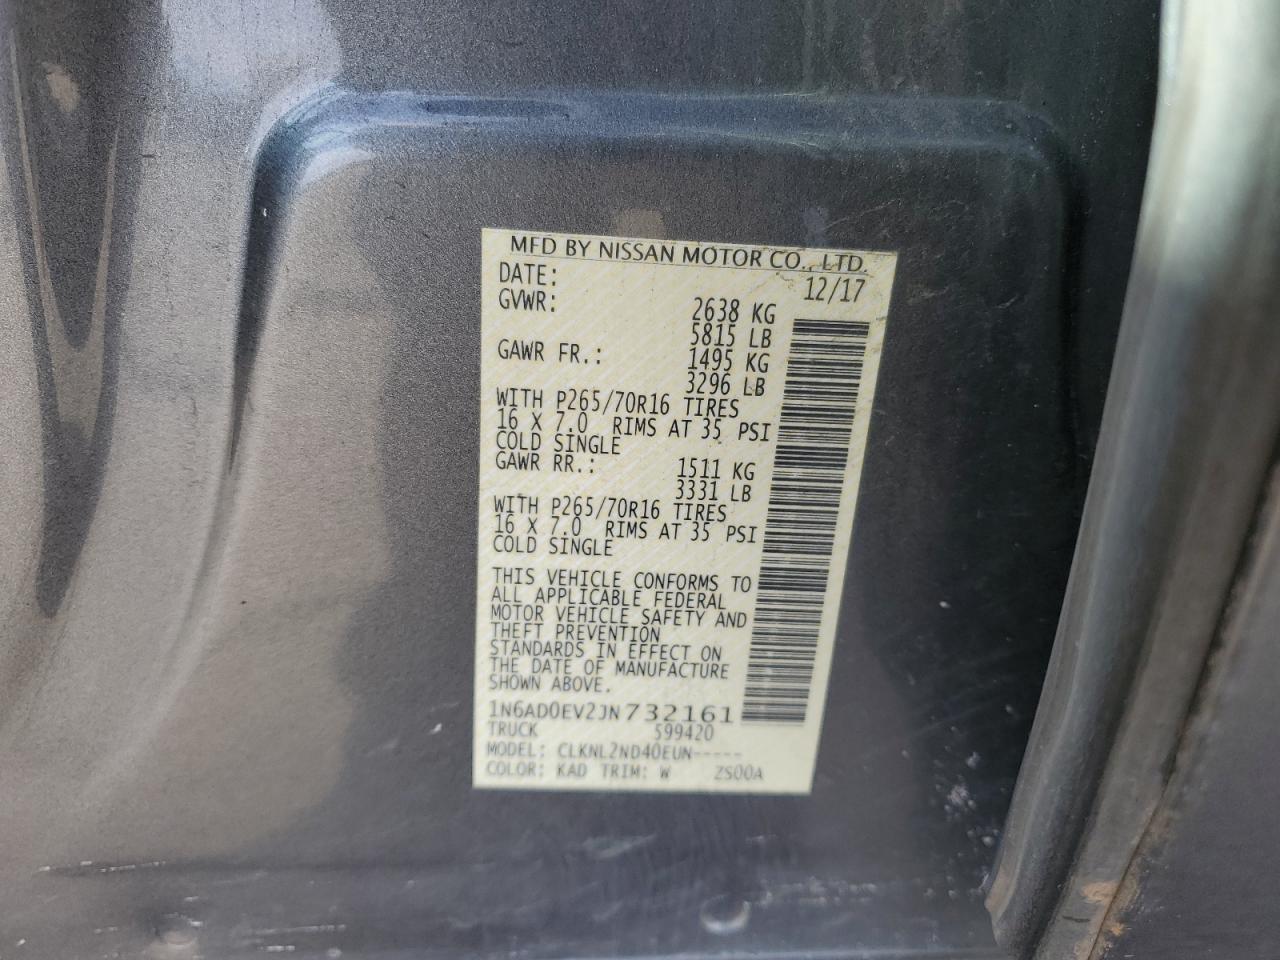 MFD BY NISSAN MOTOR CO., LTD.
DATE: 12/17
GVWR: 2638 KG
5815 LB
GAWR FR.: 1495 KG
3296 LB
WITH P265/70R16 TIRES
16 X 7.0 RIMS AT 35 PSI
COLD SINGLE
GAWR RR.: 1511 KG
3331 LB
WITH P265/70R16 TIRES
16 X 7.0 RIMS AT 35 PSI
COLD SINGLE
THIS VEHICLE CONFORMS TO
ALL APPLICABLE FEDERAL
MOTOR VEHICLE SAFETY AND
THEFT PREVENTION
STANDARDS IN EFFECT ON
THE DATE OF MANUFACTURE
SHOWN ABOVE.
1N6AD0EV2JN732161
TRUCK 599420
MODEL: CLKNL2ND40EUN-----
COLOR: KAD TRIM: W ZS00A